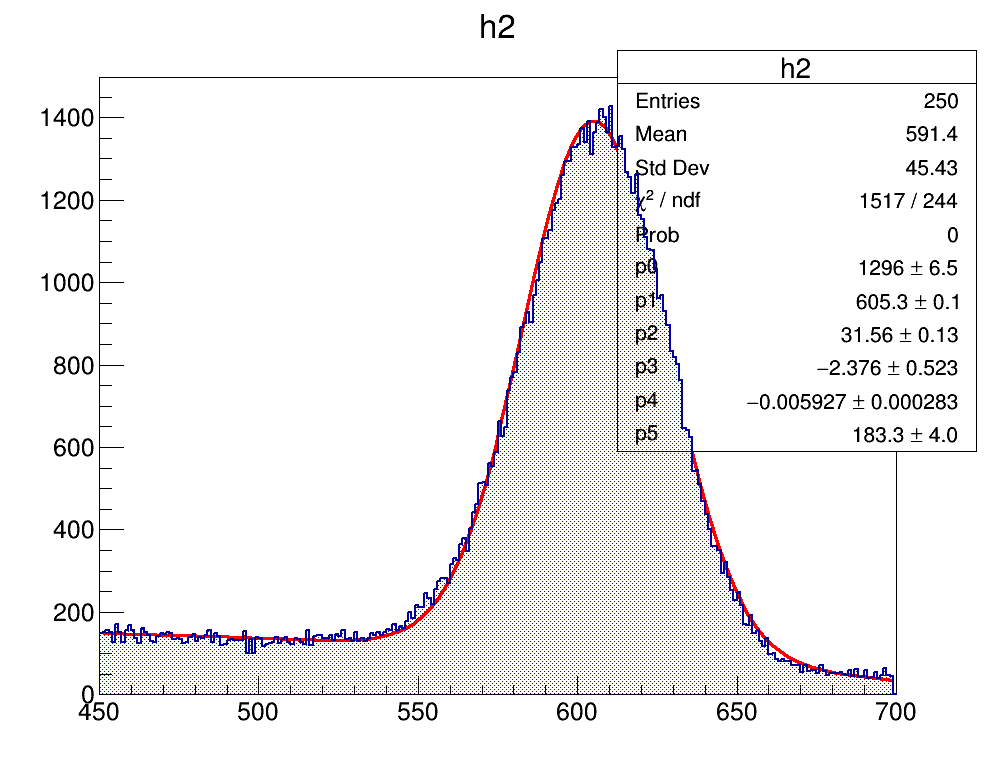 h2
h2
Entries 250
Mean 591.4
Std Dev 45.43
χ² / ndf 1517 / 244
Prob 0
p0 1296 ± 6.5
p1 605.3 ± 0.1
p2 31.56 ± 0.13
p3 −2.376 ± 0.523
p4 −0.005927 ± 0.000283
p5 183.3 ± 4.0
1400
1200
1000
800
600
400
200
0
450 500 550 600 650 700